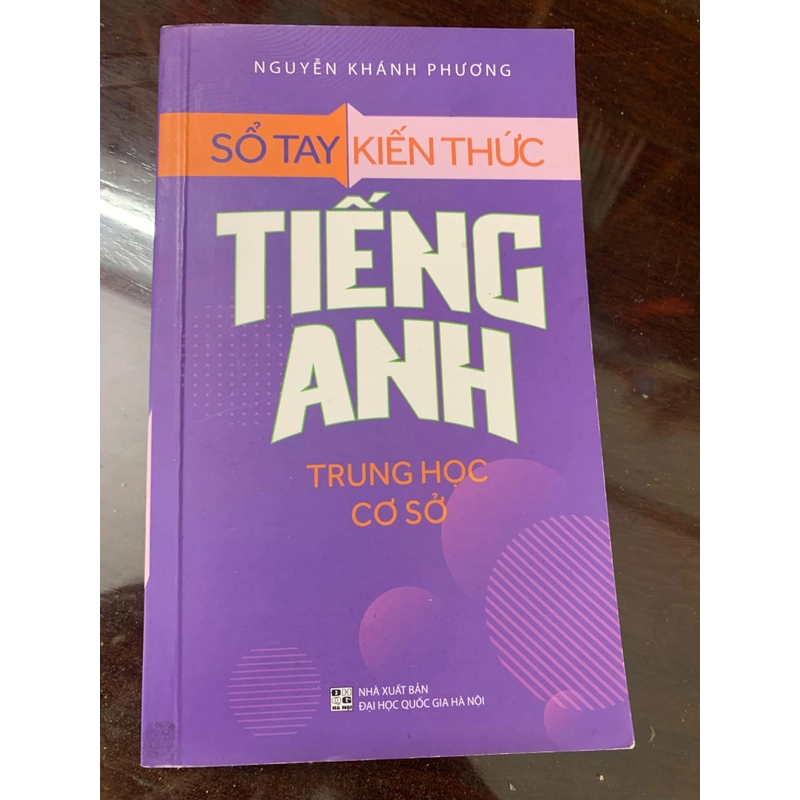 NGUYỄN KHÁNH PHƯƠNG
SỔ TAY KIẾN THỨC
TIẾNG
ANH
TRUNG HỌC
CƠ SỞ
NHÀ XUẤT BẢN
ĐẠI HỌC QUỐC GIA HÀ NỘI